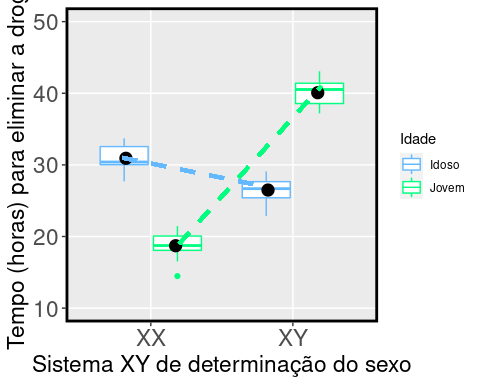 Tempo (horas) para eliminar a drog
50
40
30
20
10
XX
XY
Sistema XY de determinação do sexo
Idade
Idoso
Jovem